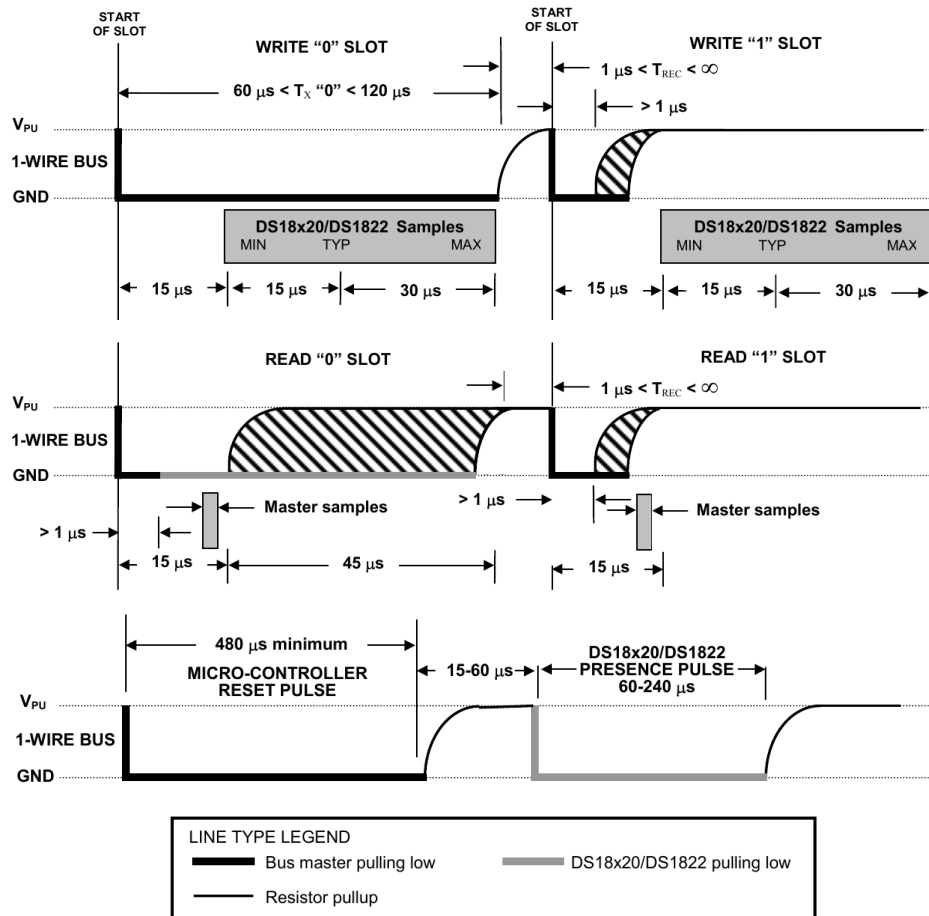 START
OF SLOT
START
OF SLOT
WRITE “0” SLOT
WRITE “1” SLOT
1 μs < TREC < ∞
60 μs < TX “0” < 120 μs
> 1 μs
VPU
1-WIRE BUS
GND
DS18x20/DS1822 Samples
MIN TYP MAX
MIN TYP MAX
15 μs 15 μs 30 μs
15 μs 15 μs 30 μs
READ “0” SLOT
READ “1” SLOT
1 μs < TREC < ∞
VPU
1-WIRE BUS
GND
> 1 μs
Master samples
Master samples
> 1 μs
15 μs 45 μs
15 μs
480 μs minimum
MICRO-CONTROLLER
RESET PULSE
15-60 μs
DS18x20/DS1822
PRESENCE PULSE
60-240 μs
VPU
1-WIRE BUS
GND
LINE TYPE LEGEND
Bus master pulling low
DS18x20/DS1822 pulling low
Resistor pullup